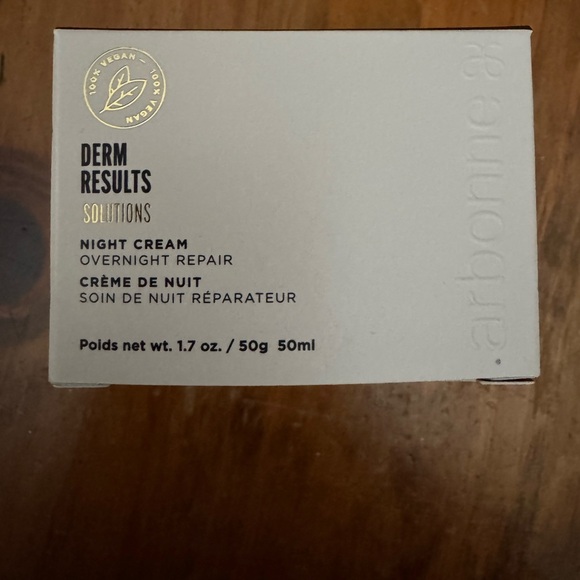 100% VEGAN — 100% VEGAN
DERM
RESULTS
SOLUTIONS
NIGHT CREAM
OVERNIGHT REPAIR
CRÈME DE NUIT
SOIN DE NUIT RÉPARATEUR
Poids net wt. 1.7 oz. / 50g 50ml
arbonne